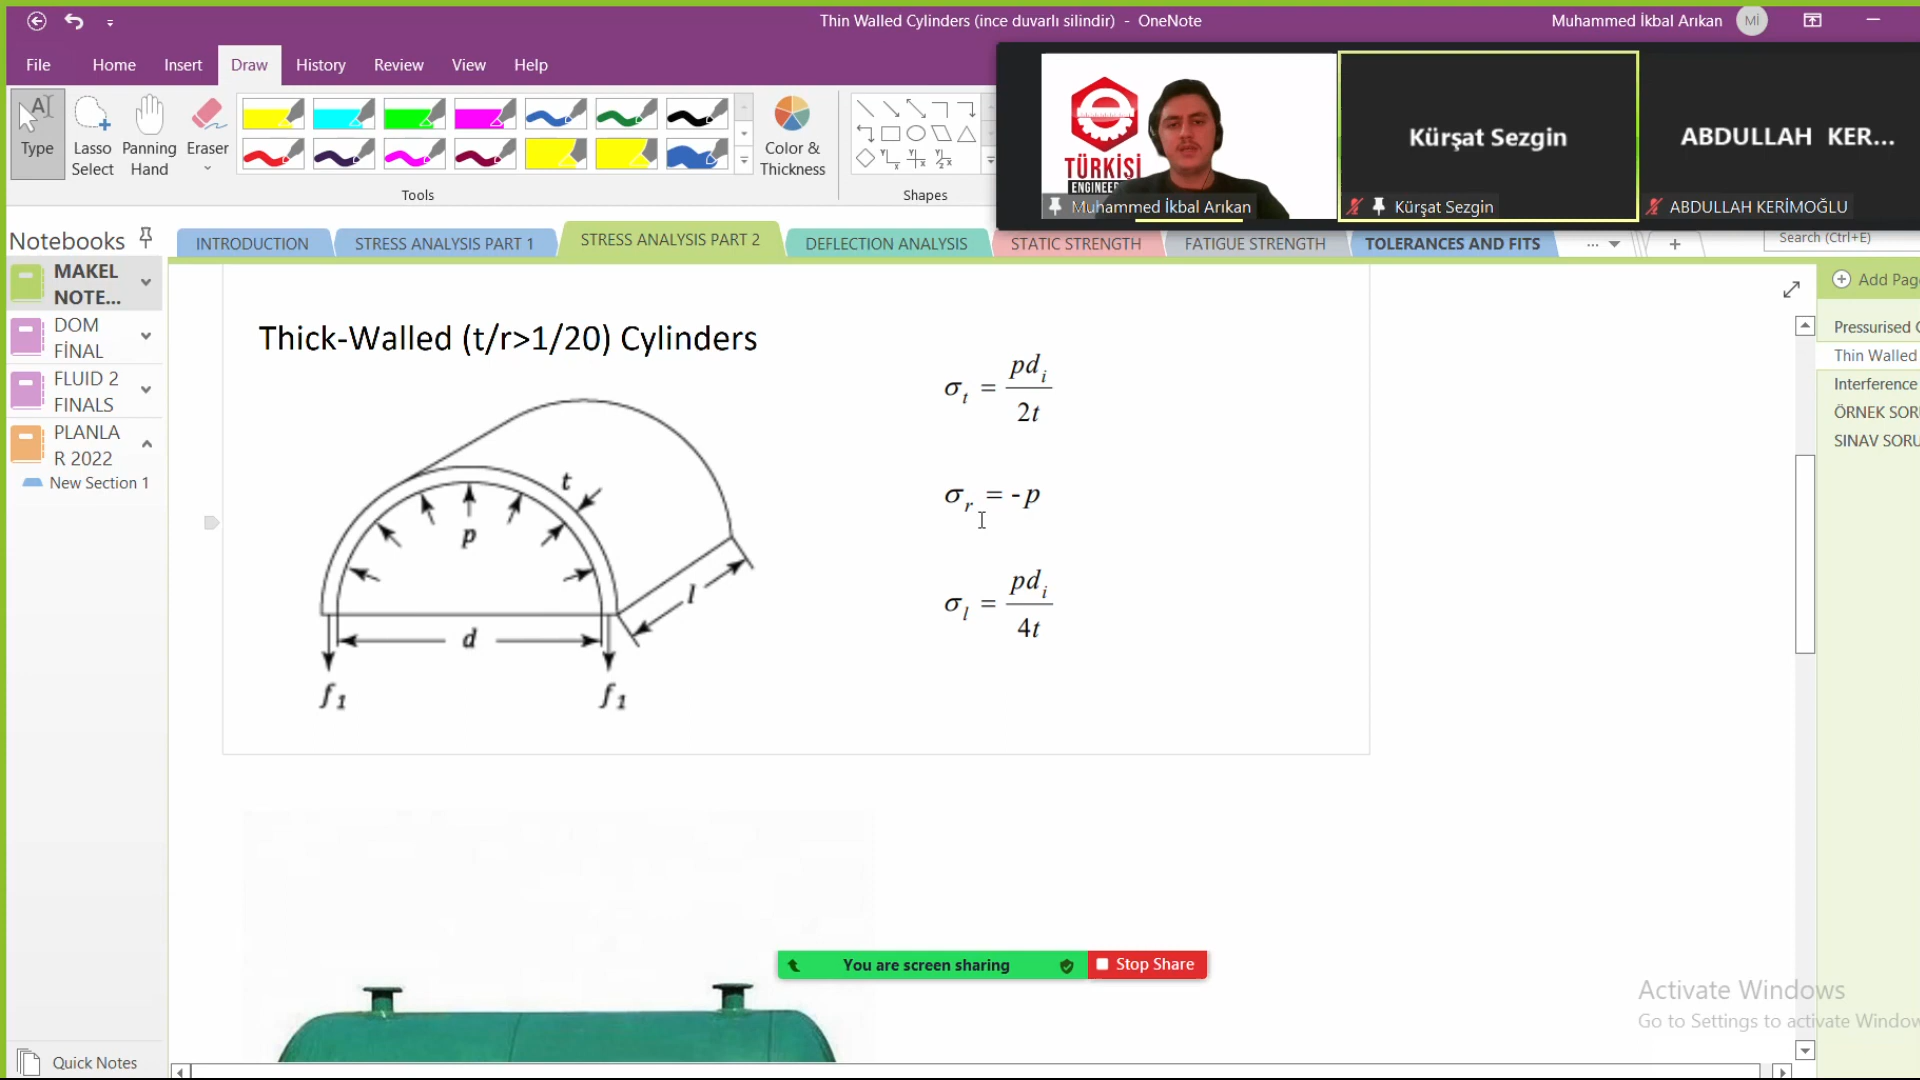 Thin Walled Cylinders (ince duvarlı silindir) - OneNote
Muhammed İkbal Arıkan
Mİ
File Home Insert Draw History Review View Help
Type
Lasso Select
Panning Hand
Eraser
Color & Thickness
Tools
Shapes
TÜRKİSİ
ENGINEE
Muhammed İkbal Arıkan
Kürşat Sezgin
Kürşat Sezgin
ABDULLAH KER...
ABDULLAH KERİMOĞLU
Notebooks
INTRODUCTION STRESS ANALYSIS PART 1 STRESS ANALYSIS PART 2 DEFLECTION ANALYSIS STATIC STRENGTH FATIGUE STRENGTH TOLERANCES AND FITS ... +
Search (Ctrl+E)
MAKEL
NOTE...
DOM
FİNAL
FLUID 2
FINALS
PLANLA
R 2022
New Section 1
Quick Notes
Add Pag
Pressurised C
Thin Walled
Interference
ÖRNEK SOR
SINAV SORU
Thick-Walled (t/r>1/20) Cylinders
t
p
l
d
f1 f1
σt = pdi / 2t
σr = - p
σl = pdi / 4t
You are screen sharing
Stop Share
Activate Windows
Go to Settings to activate Window